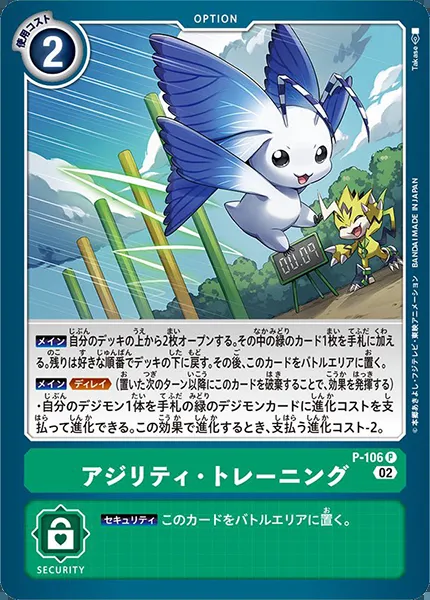 OPTION
使用コスト
2
Takase
00.09
メイン 自分のデッキの上から2枚オープンする。その中の緑のカード1枚を手札に加え
る。残りは好きな順番でデッキの下に戻す。その後、このカードをバトルエリアに置く。
メイン ディレイ (置いた次のターン以降にこのカードを破棄することで、効果を発揮する)
・自分のデジモン1体を手札の緑のデジモンカードに進化コストを支
払って進化できる。この効果で進化するとき、支払う進化コスト-2。
©本郷あきよし・フジテレビ・東映アニメーション BANDAI MADE IN JAPAN
P-106 P
アジリティ・トレーニング
02
セキュリティ このカードをバトルエリアに置く。
SECURITY